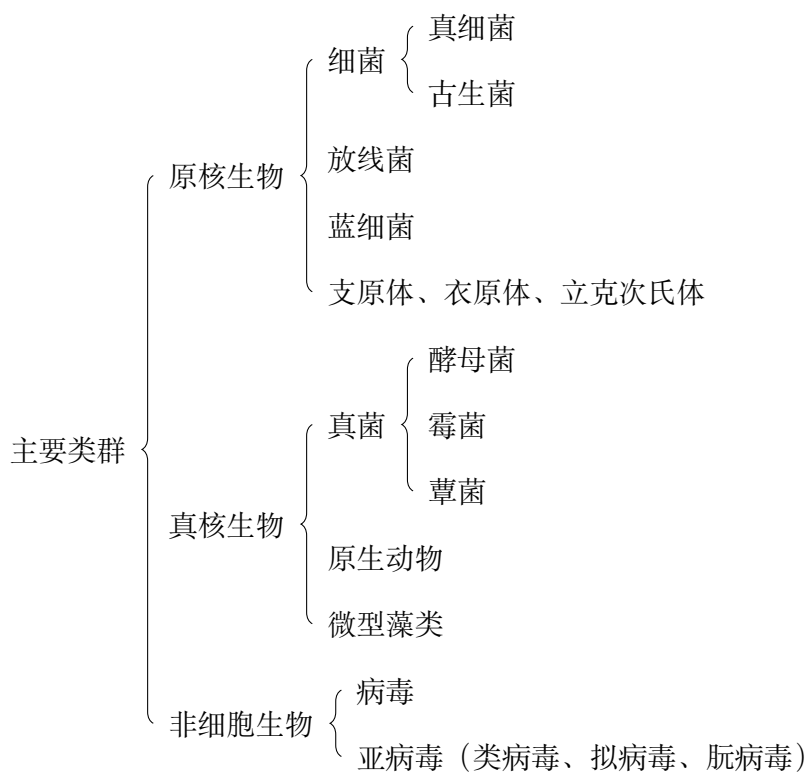 真细菌
细菌
古生菌
放线菌
原核生物
蓝细菌
支原体、衣原体、立克次氏体
酵母菌
真菌
霉菌
主要类群
蕈菌
真核生物
原生动物
微型藻类
病毒
非细胞生物
亚病毒（类病毒、拟病毒、朊病毒）